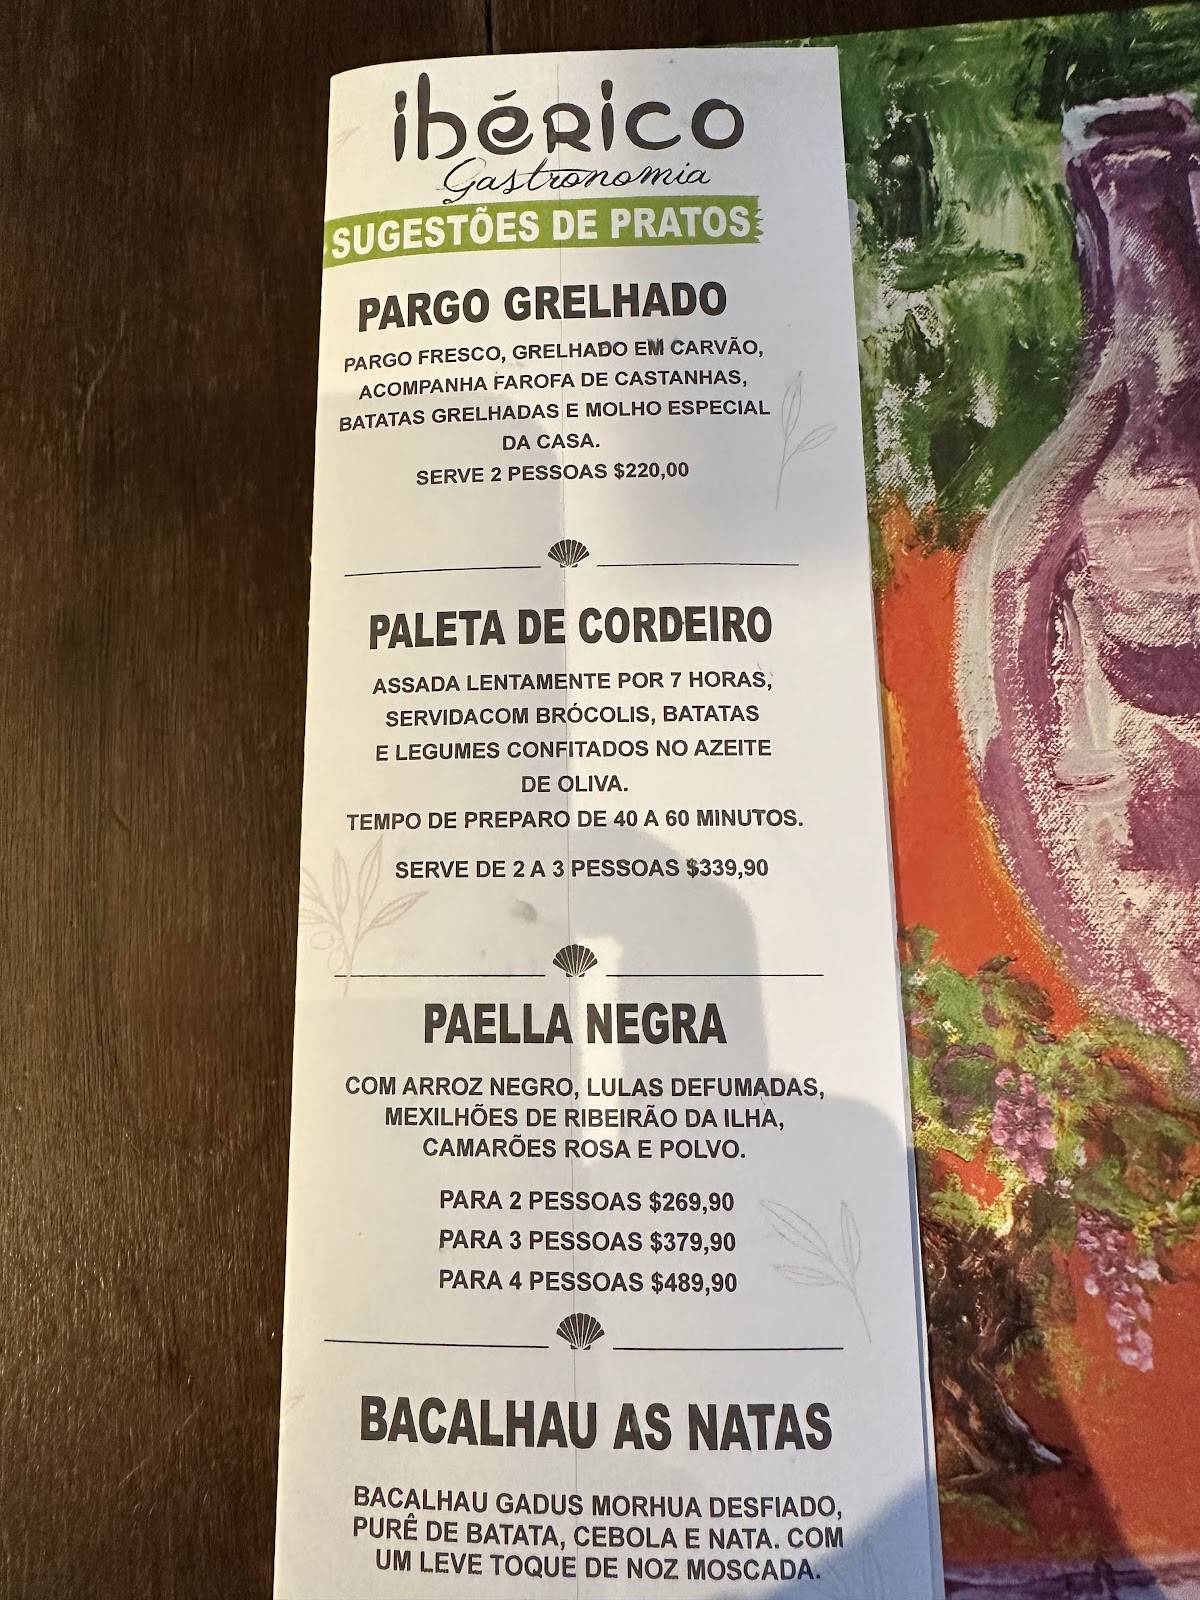 ibérico
Gastronomia
SUGESTÕES DE PRATOS
PARGO GRELHADO
PARGO FRESCO, GRELHADO EM CARVÃO,
ACOMPANHA FAROFA DE CASTANHAS,
BATATAS GRELHADAS E MOLHO ESPECIAL
DA CASA.
SERVE 2 PESSOAS $220,00
PALETA DE CORDEIRO
ASSADA LENTAMENTE POR 7 HORAS,
SERVIDACOM BRÓCOLIS, BATATAS
E LEGUMES CONFITADOS NO AZEITE
DE OLIVA.
TEMPO DE PREPARO DE 40 A 60 MINUTOS.
SERVE DE 2 A 3 PESSOAS $339,90
PAELLA NEGRA
COM ARROZ NEGRO, LULAS DEFUMADAS,
MEXILHÕES DE RIBEIRÃO DA ILHA,
CAMARÕES ROSA E POLVO.
PARA 2 PESSOAS $269,90
PARA 3 PESSOAS $379,90
PARA 4 PESSOAS $489,90
BACALHAU AS NATAS
BACALHAU GADUS MORHUA DESFIADO,
PURÊ DE BATATA, CEBOLA E NATA. COM
UM LEVE TOQUE DE NOZ MOSCADA.